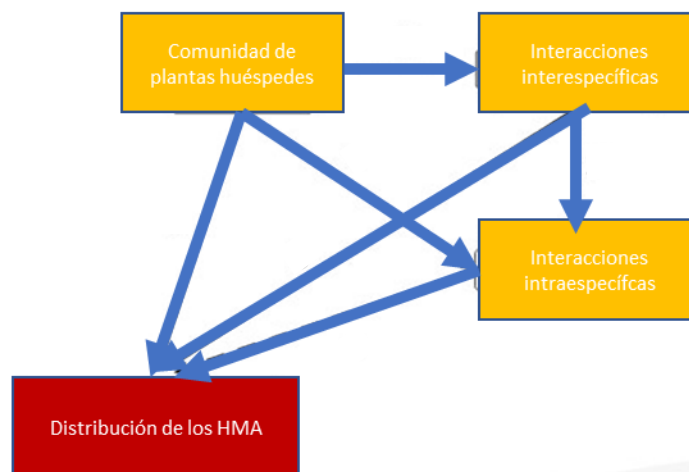 Comunidad de
plantas huéspedes
Interacciones
interespecíficas
Interacciones
intraespecífcas
Distribución de los HMA